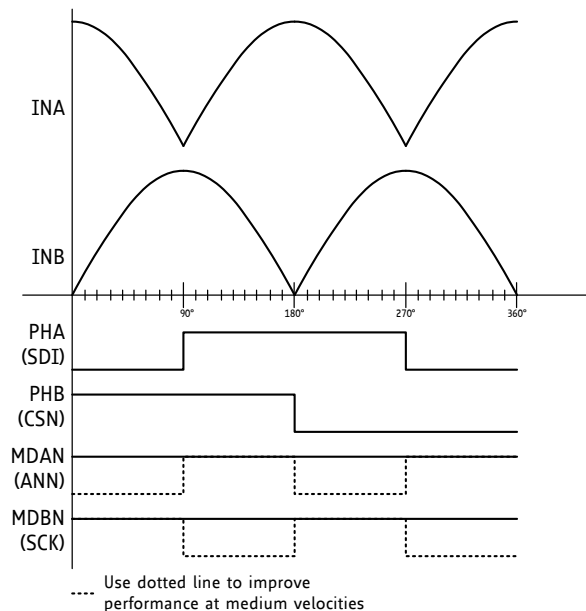 INA
INB
90° 180° 270° 360°
PHA
(SDI)
PHB
(CSN)
MDAN
(ANN)
MDBN
(SCK)
Use dotted line to improve
performance at medium velocities